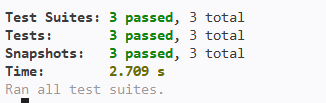 Test Suites: 3 passed, 3 total
Tests:       3 passed, 3 total
Snapshots:   3 passed, 3 total
Time:        2.709 s
Ran all test suites.